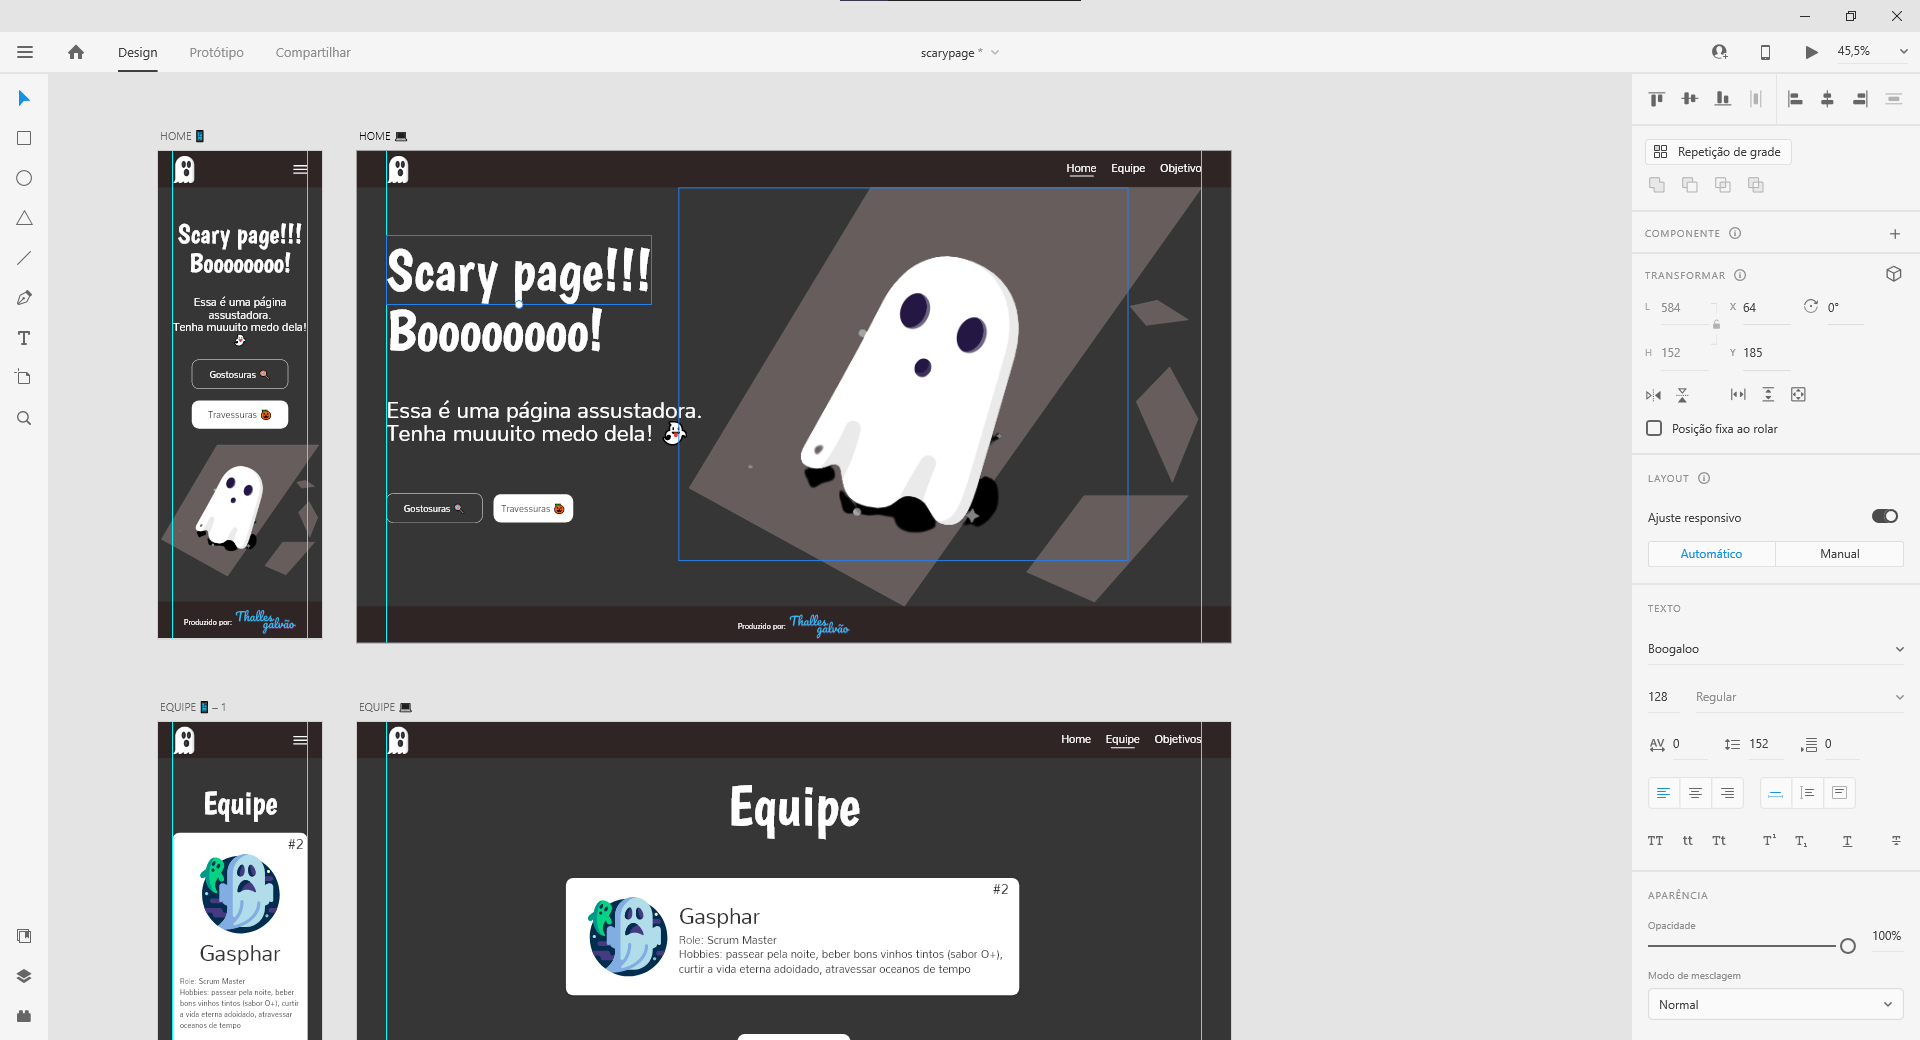 Design
Protótipo
Compartilhar
scarypage *
45,5%
HOME
Scary page!!!
Boooooooo!
Essa é uma página
assustadora.
Tenha muuuito medo dela!
Gostosuras
Travessuras
Produzido por:
Thalles
galvão
HOME
Home
Equipe
Objetivo
Scary page!!!
Boooooooo!
Essa é uma página assustadora.
Tenha muuuito medo dela!
Gostosuras
Travessuras
Produzido por:
Thalles
galvão
EQUIPE – 1
Equipe
#2
Gasphar
Role: Scrum Master
Hobbies: passear pela noite, beber
bons vinhos tintos (sabor O+), curtir
a vida eterna adoidado, atravessar
oceanos de tempo
EQUIPE
Home
Equipe
Objetivos
Equipe
#2
Gasphar
Role: Scrum Master
Hobbies: passear pela noite, beber bons vinhos tintos (sabor O+),
curtir a vida eterna adoidado, atravessar oceanos de tempo
Repetição de grade
COMPONENTE
TRANSFORMAR
L 584
X 64
0°
H 152
Y 185
Posição fixa ao rolar
LAYOUT
Ajuste responsivo
Automático
Manual
TEXTO
Boogaloo
128
Regular
AV 0
152
0
TT
tt
Tt
T¹
T₁
T
T
APARÊNCIA
Opacidade
100%
Modo de mesclagem
Normal